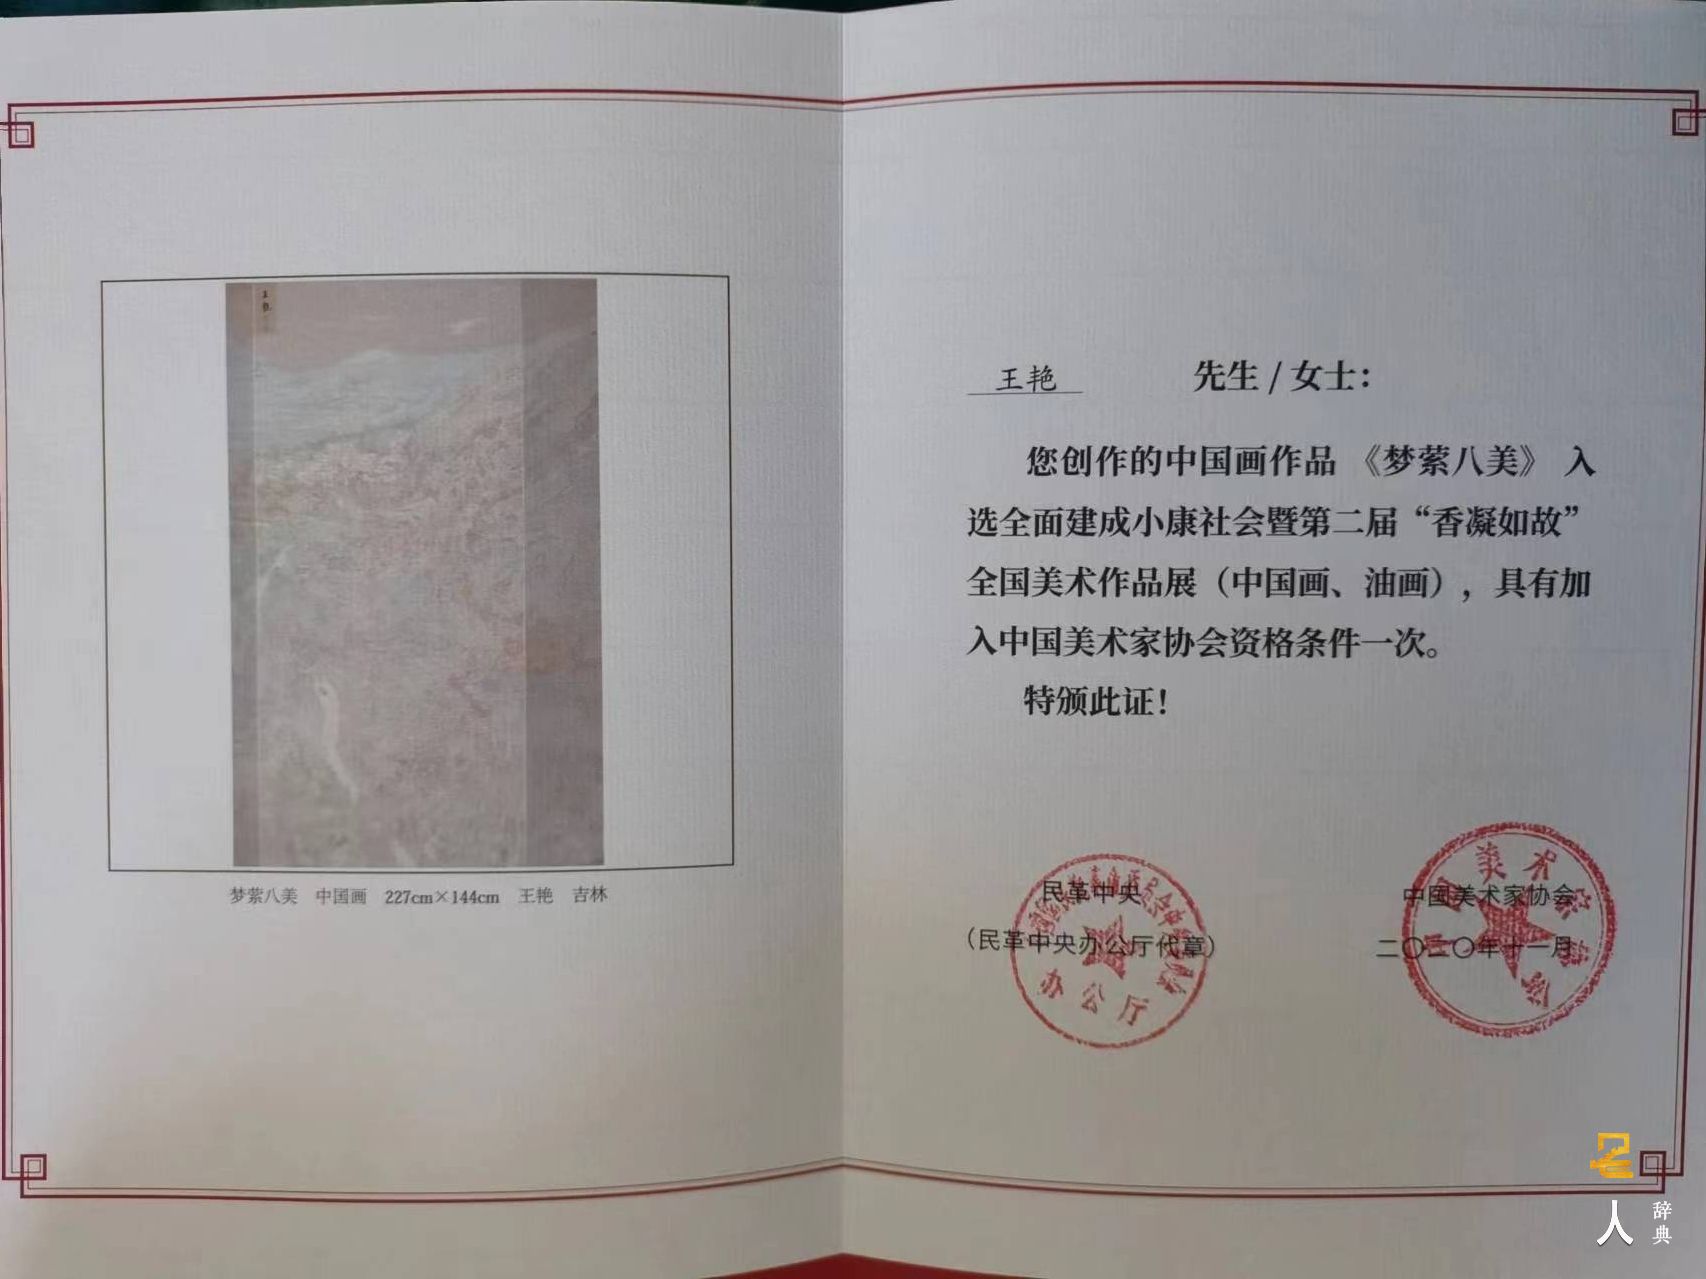 梦萦八美 中国画 227cm×144cm 王艳 吉林
王艳 先生/女士：
您创作的中国画作品《梦萦八美》入
选全面建成小康社会暨第二届“香凝如故”
全国美术作品展（中国画、油画），具有加
入中国美术家协会资格条件一次。
特颁此证！
民革中央
（民革中央办公厅代章）
办公厅
中国美术家协会
二〇二〇年十一月
中国美术家协会
人
辞典